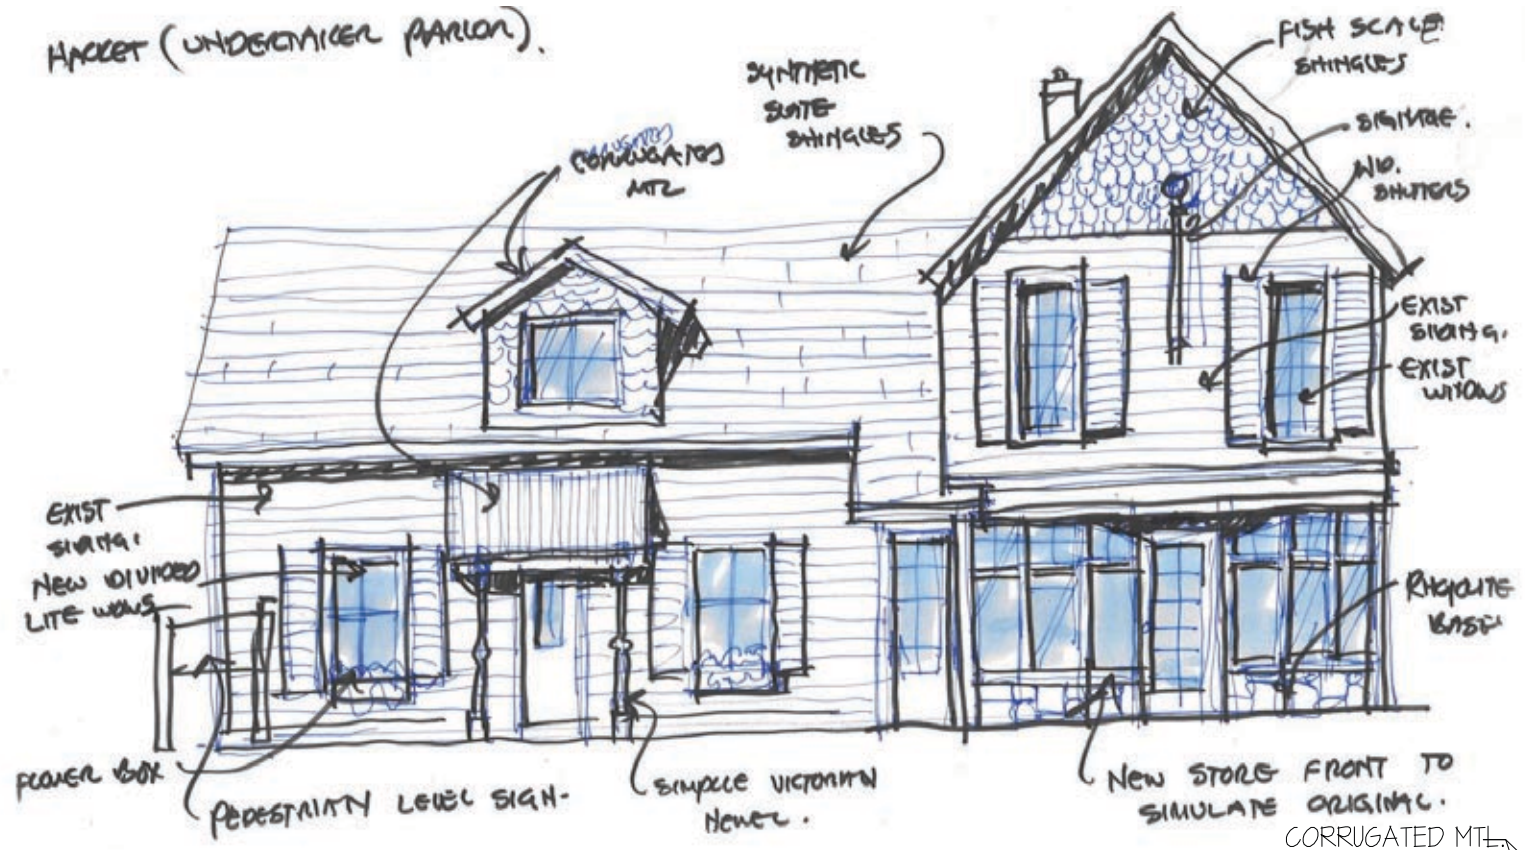 HACKET (UNDERTAKER PARLOR).
SYNTHETIC
SLATE
SHINGLES
FISH SCALE
SHINGLES
CORRUGATED
CORRUGATED
MTL
SIGNAGE.
WD.
SHUTTERS
EXIST
SIDING.
EXIST
WDOWS
EXIST
SIDING.
NEW DIVIDED
LITE WDWS
RHYOLITE
BASE
FLOWER BOX
PEDESTRIAN LEVEL SIGN-
SIMPLE VICTORIAN
NEWEL.
NEW STORE FRONT TO
SIMULATE ORIGINAL.
CORRUGATED MTL.